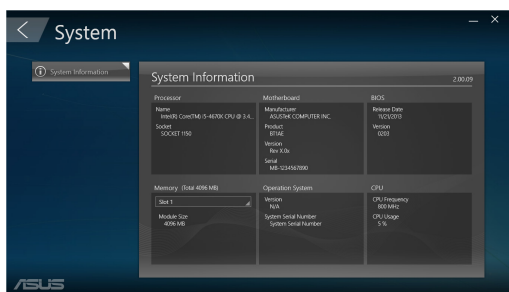 System
System Information
System Information
2.00.09
Processor
Name
Intel(R) Core(TM) i5-4670K CPU @ 3.4...
Socket
SOCKET 1150
Motherboard
Manufacturer
ASUSTeK COMPUTER INC.
Product
BT1AE
Version
Rev X.0x
Serial
MB-1234567890
BIOS
Release Date
11/21/2013
Version
0203
Memory (Total 4096 MB)
Slot 1
Module Size
4096 MB
Operation System
Version
N/A
System Serial Number
System Serial Number
CPU
CPU Frequency
800 MHz
CPU Usage
5 %
ASUS